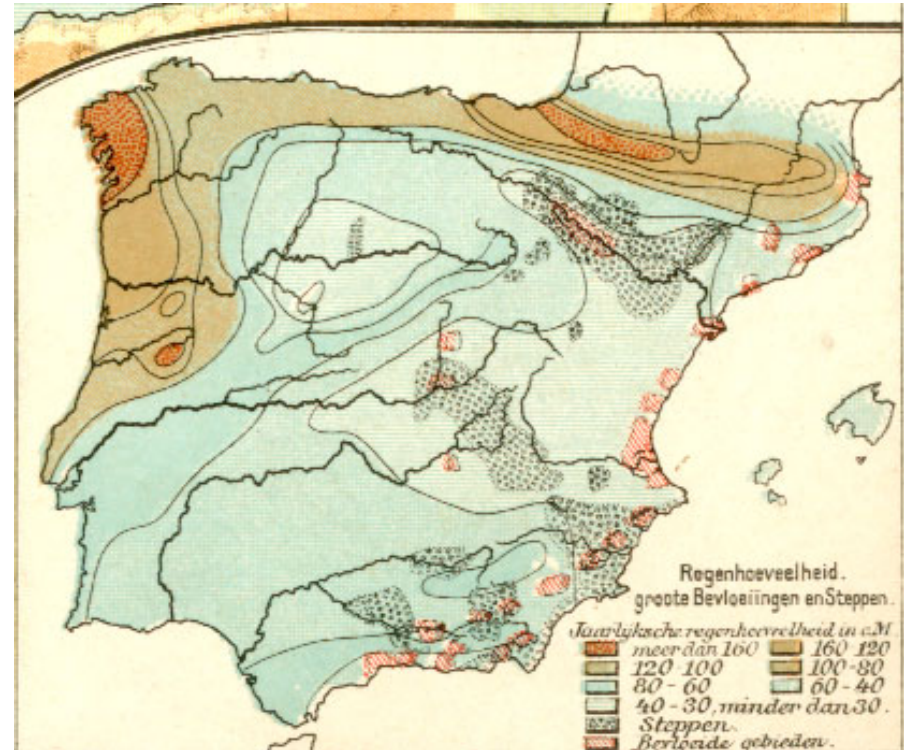 Regenhoeveelheid.
groote Bevloeiingen en Steppen.
Jaarlijksche regenhoeveelheid in c.M.
meer dan 160 160-120
120-100 100-80
80-60 60-40
40-30, minder dan 30.
Steppen.
Bevloeide gebieden.